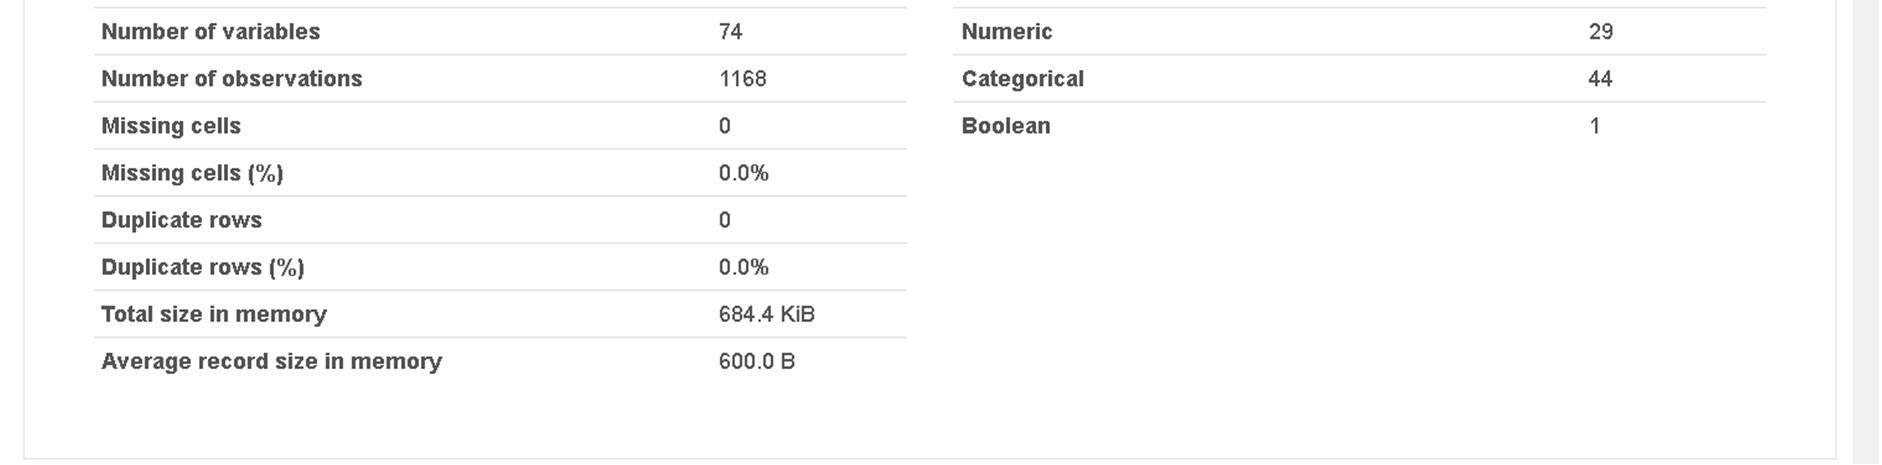 Number of variables 74
Number of observations 1168
Missing cells 0
Missing cells (%) 0.0%
Duplicate rows 0
Duplicate rows (%) 0.0%
Total size in memory 684.4 KiB
Average record size in memory 600.0 B
Numeric 29
Categorical 44
Boolean 1